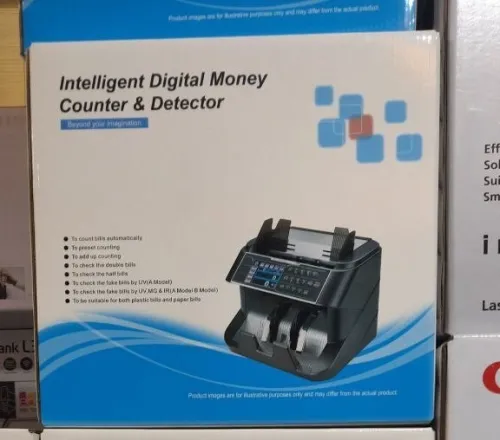 Product images are for illustrative purposes only and may differ from the actual product
Intelligent Digital Money
Counter & Detector
Beyond your imagination
To count bills automatically
To preset counting
To add up counting
To check the double bills
To check the half bills
To check the fake bills by UV(A Model)
To check the fake bills by UV,MG & IR(A Model B Model)
To be suitable for both plastic bills and paper bills
Product images are for illustrative purposes only and may differ from the actual product
Eff
Sol
Sui
Sm
i
Las
ank L